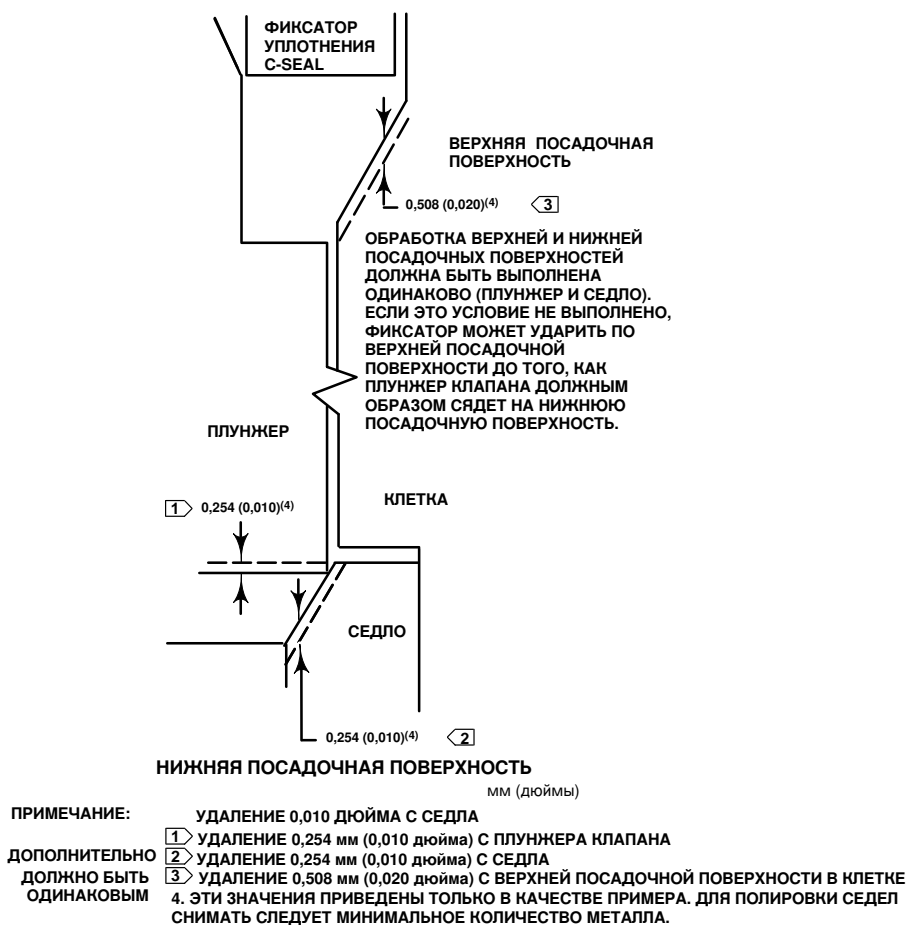 ФИКСАТОР
УПЛОТНЕНИЯ
C-SEAL
ВЕРХНЯЯ ПОСАДОЧНАЯ
ПОВЕРХНОСТЬ
0,508 (0,020)(4) 3
ОБРАБОТКА ВЕРХНЕЙ И НИЖНЕЙ
ПОСАДОЧНЫХ ПОВЕРХНОСТЕЙ
ДОЛЖНА БЫТЬ ВЫПОЛНЕНА
ОДИНАКОВО (ПЛУНЖЕР И СЕДЛО).
ЕСЛИ ЭТО УСЛОВИЕ НЕ ВЫПОЛНЕНО,
ФИКСАТОР МОЖЕТ УДАРИТЬ ПО
ВЕРХНЕЙ ПОСАДОЧНОЙ
ПОВЕРХНОСТИ ДО ТОГО, КАК
ПЛУНЖЕР КЛАПАНА ДОЛЖНЫМ
ОБРАЗОМ СЯДЕТ НА НИЖНЮЮ
ПОСАДОЧНУЮ ПОВЕРХНОСТЬ.
ПЛУНЖЕР
КЛЕТКА
1 0,254 (0,010)(4)
СЕДЛО
0,254 (0,010)(4) 2
НИЖНЯЯ ПОСАДОЧНАЯ ПОВЕРХНОСТЬ
мм (дюймы)
ПРИМЕЧАНИЕ: УДАЛЕНИЕ 0,010 ДЮЙМА С СЕДЛА
1 УДАЛЕНИЕ 0,254 мм (0,010 дюйма) С ПЛУНЖЕРА КЛАПАНА
ДОПОЛНИТЕЛЬНО 2 УДАЛЕНИЕ 0,254 мм (0,010 дюйма) С СЕДЛА
ДОЛЖНО БЫТЬ 3 УДАЛЕНИЕ 0,508 мм (0,020 дюйма) С ВЕРХНЕЙ ПОСАДОЧНОЙ ПОВЕРХНОСТИ В КЛЕТКЕ
ОДИНАКОВЫМ 4. ЭТИ ЗНАЧЕНИЯ ПРИВЕДЕНЫ ТОЛЬКО В КАЧЕСТВЕ ПРИМЕРА. ДЛЯ ПОЛИРОВКИ СЕДЕЛ
СНИМАТЬ СЛЕДУЕТ МИНИМАЛЬНОЕ КОЛИЧЕСТВО МЕТАЛЛА.